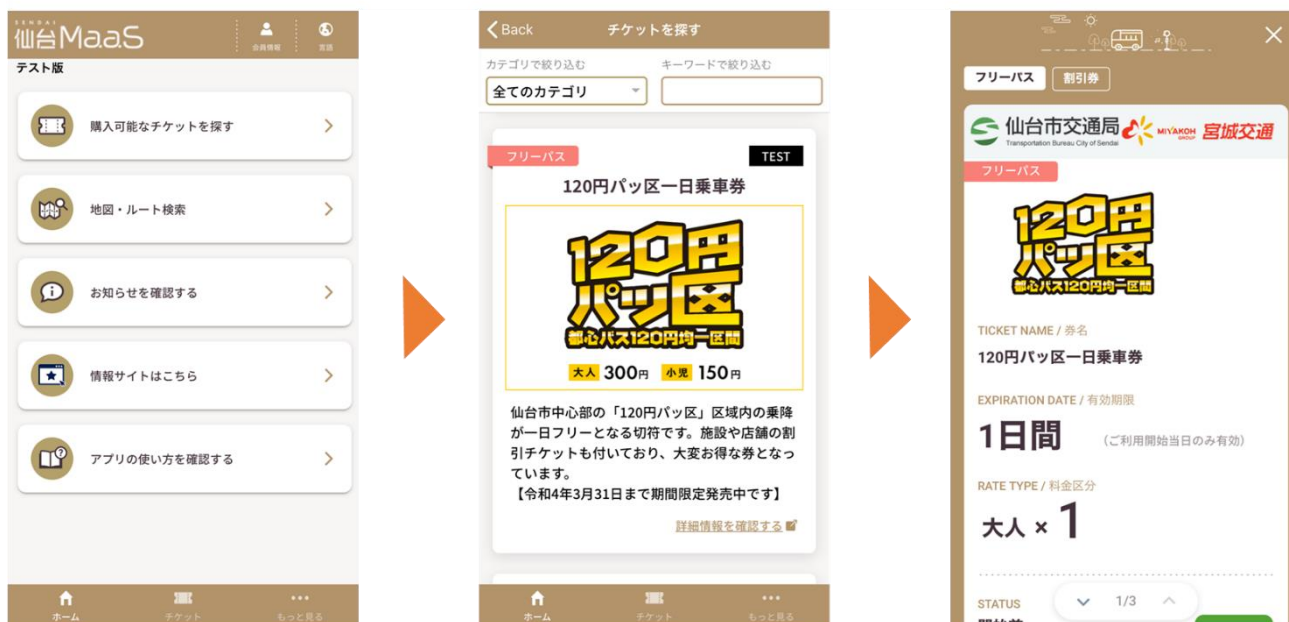 SENDAI
仙台MaaS
会員情報
言語
テスト版
購入可能なチケットを探す
地図・ルート検索
お知らせを確認する
情報サイトはこちら
アプリの使い方を確認する
ホーム
チケット
もっと見る
Back
チケットを探す
カテゴリで絞り込む
キーワードで絞り込む
全てのカテゴリ
フリーパス
TEST
120円パッ区一日乗車券
120円
パッ区
都心バス120円均一区間
大人 300円 小児 150円
仙台市中心部の「120円パッ区」区域内の乗降
が一日フリーとなる切符です。施設や店舗の割
引チケットも付いており、大変お得な券となっ
ています。
【令和4年3月31日まで期間限定発売中です】
詳細情報を確認する
ホーム
チケット
もっと見る
フリーパス
割引券
仙台市交通局
Transportation Bureau City of Sendai
MIYAKOH
GROUP
宮城交通
フリーパス
120円
パッ区
都心バス120円均一区間
TICKET NAME / 券名
120円パッ区一日乗車券
EXPIRATION DATE / 有効期限
1日間 (ご利用開始当日のみ有効)
RATE TYPE / 料金区分
大人 × 1
STATUS
1/3
開始前